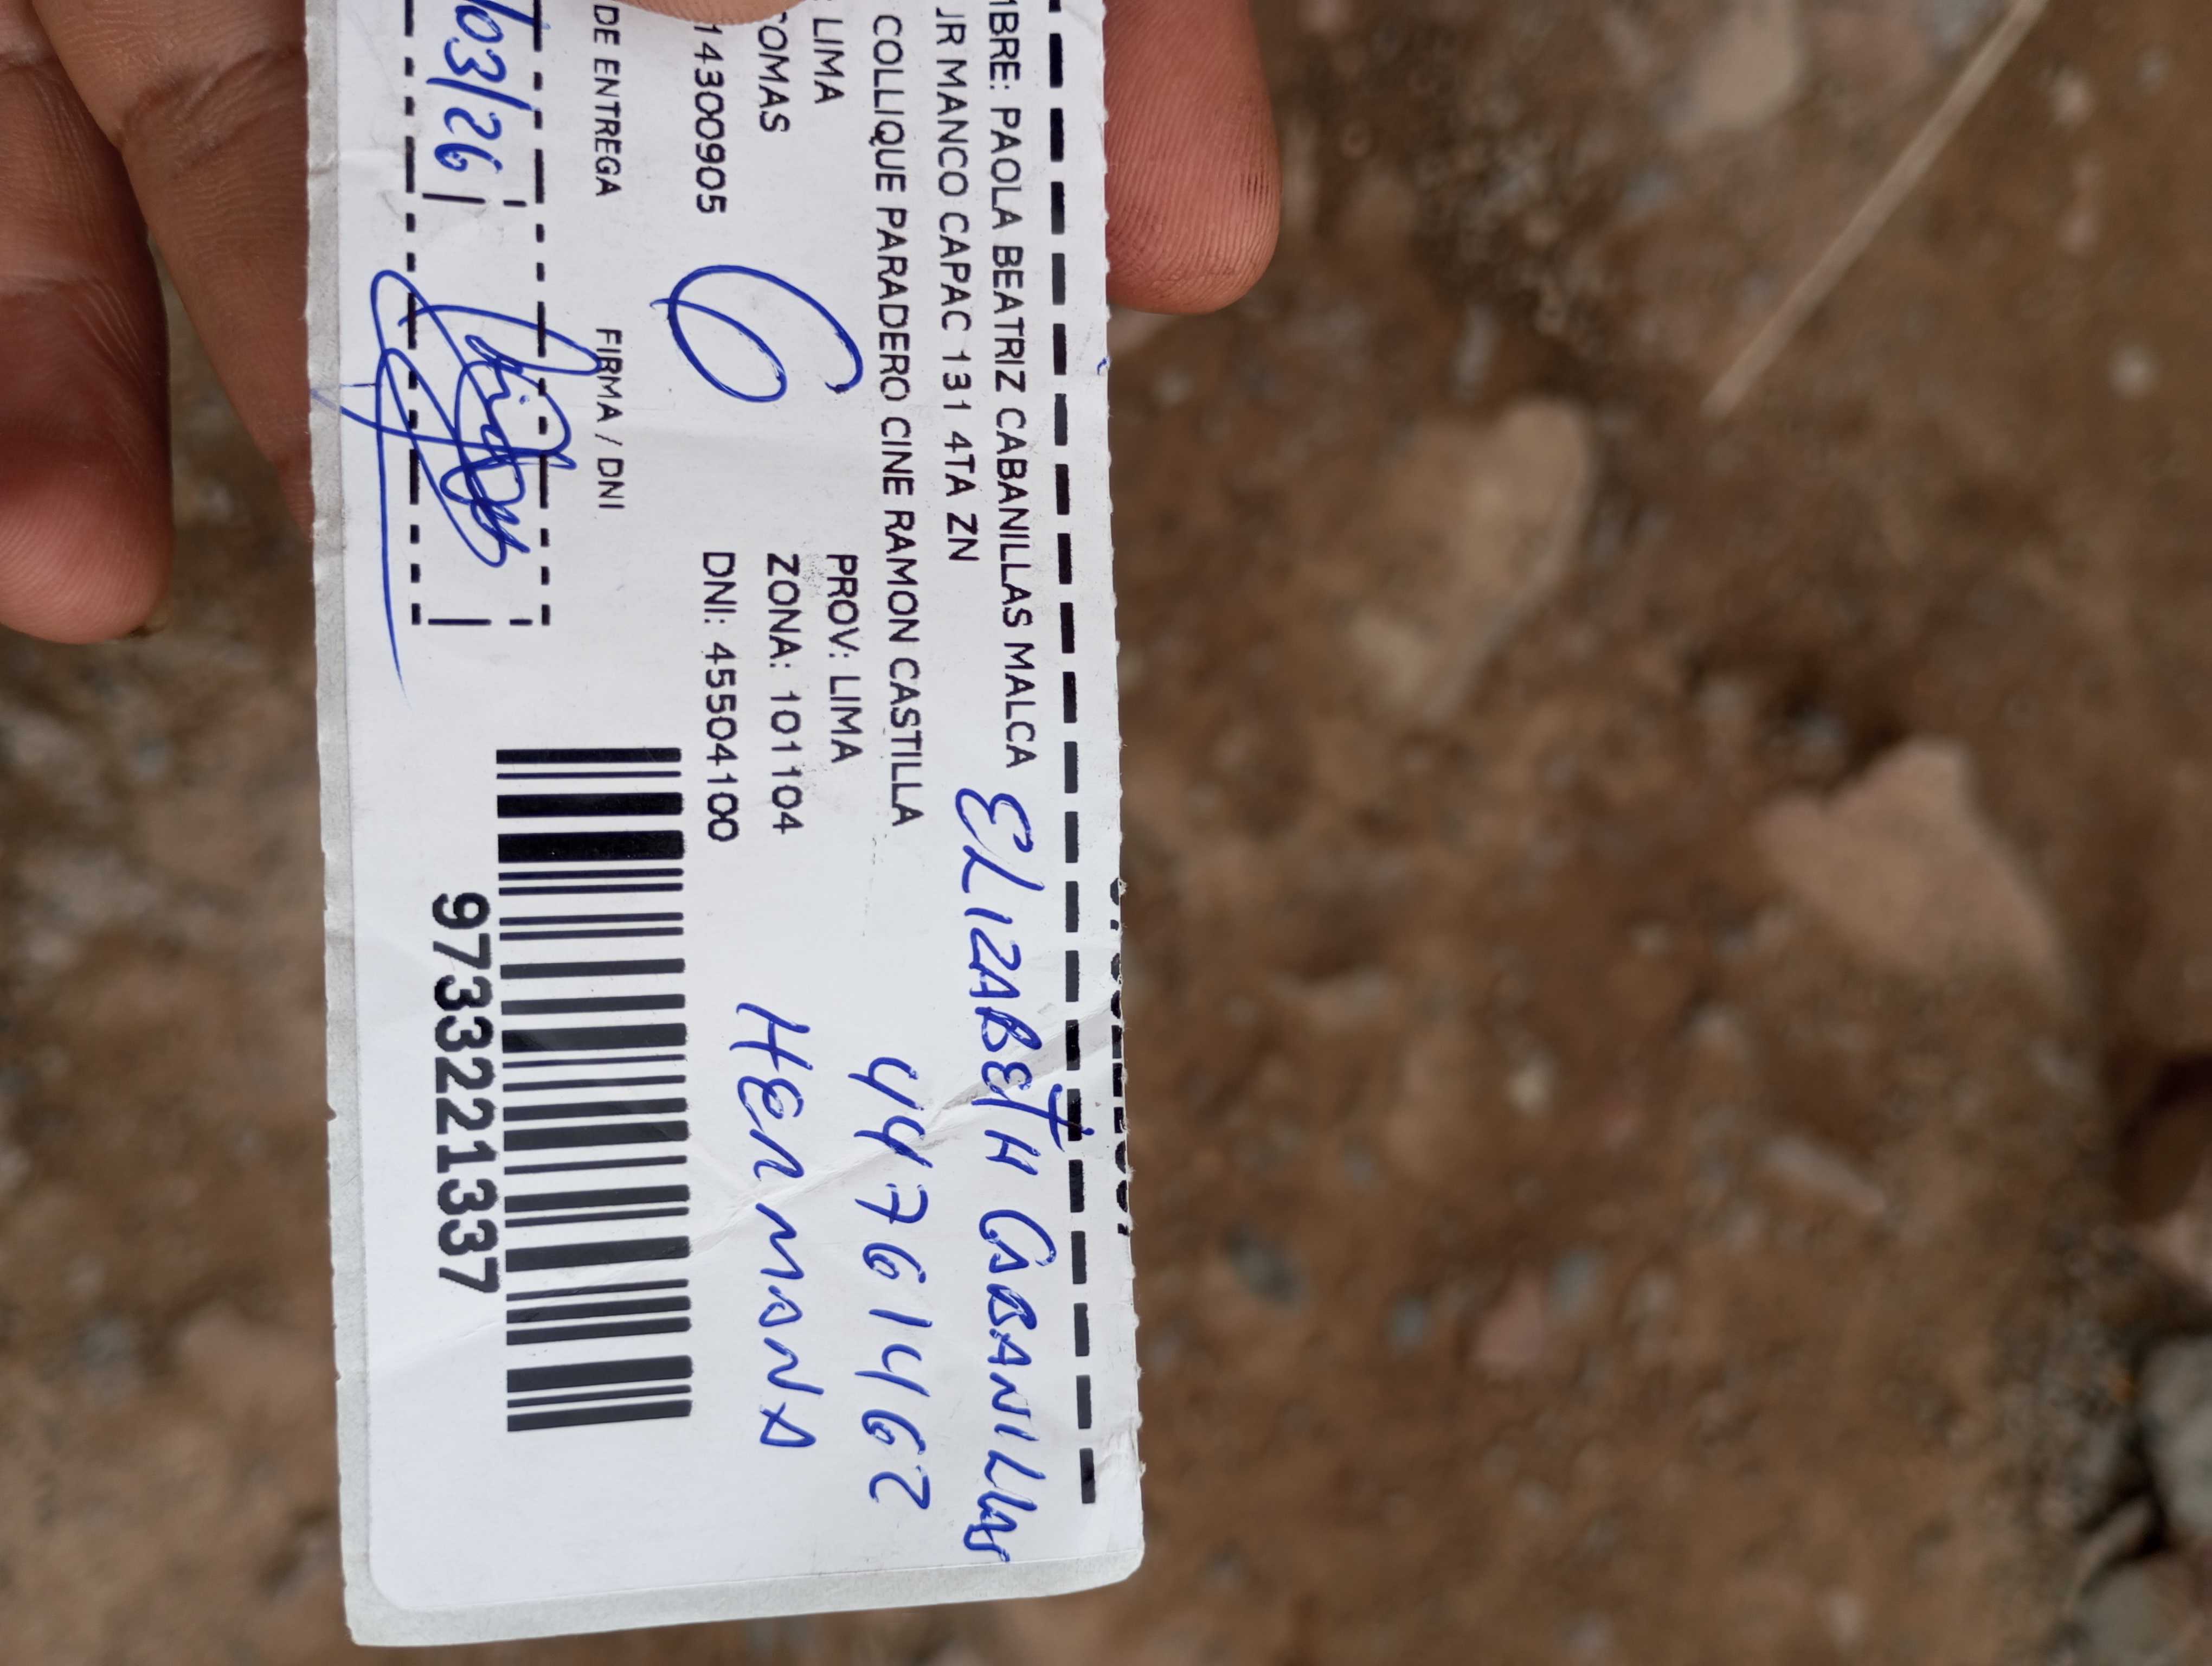 MBRE: PAOLA BEATRIZ CABANILLAS MALCA ELIZABETH CABANILLAS
JR MANCO CAPAC 131 4TA ZN
COLLIQUE PARADERO CINE RAMON CASTILLA
44761462
LIMA PROV: LIMA
COMAS ZONA: 101104
HERMANA
14300905 DNI: 45504100
DE ENTREGA FIRMA / DNI
03/26
9733221337